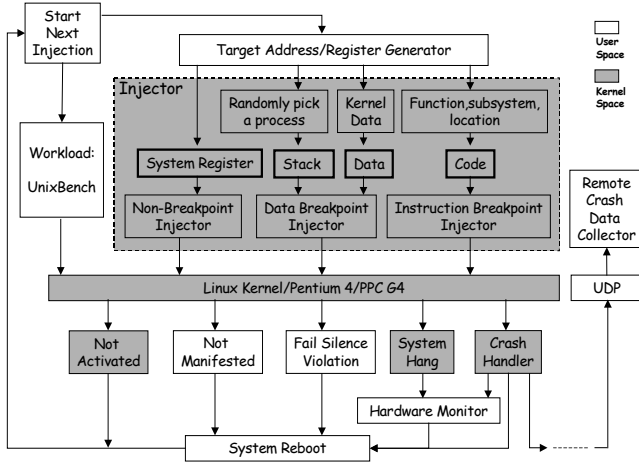 Start
Next
Injection
Target Address/Register Generator
User
Space
Kernel
Space
Injector
Randomly pick
a process
Kernel
Data
Function,subsystem,
location
Workload:
UnixBench
System Register
Stack
Data
Code
Non-Breakpoint
Injector
Data Breakpoint
Injector
Instruction Breakpoint
Injector
Remote
Crash
Data
Collector
Linux Kernel/Pentium 4/PPC G4
UDP
Not
Activated
Not
Manifested
Fail Silence
Violation
System
Hang
Crash
Handler
Hardware Monitor
System Reboot